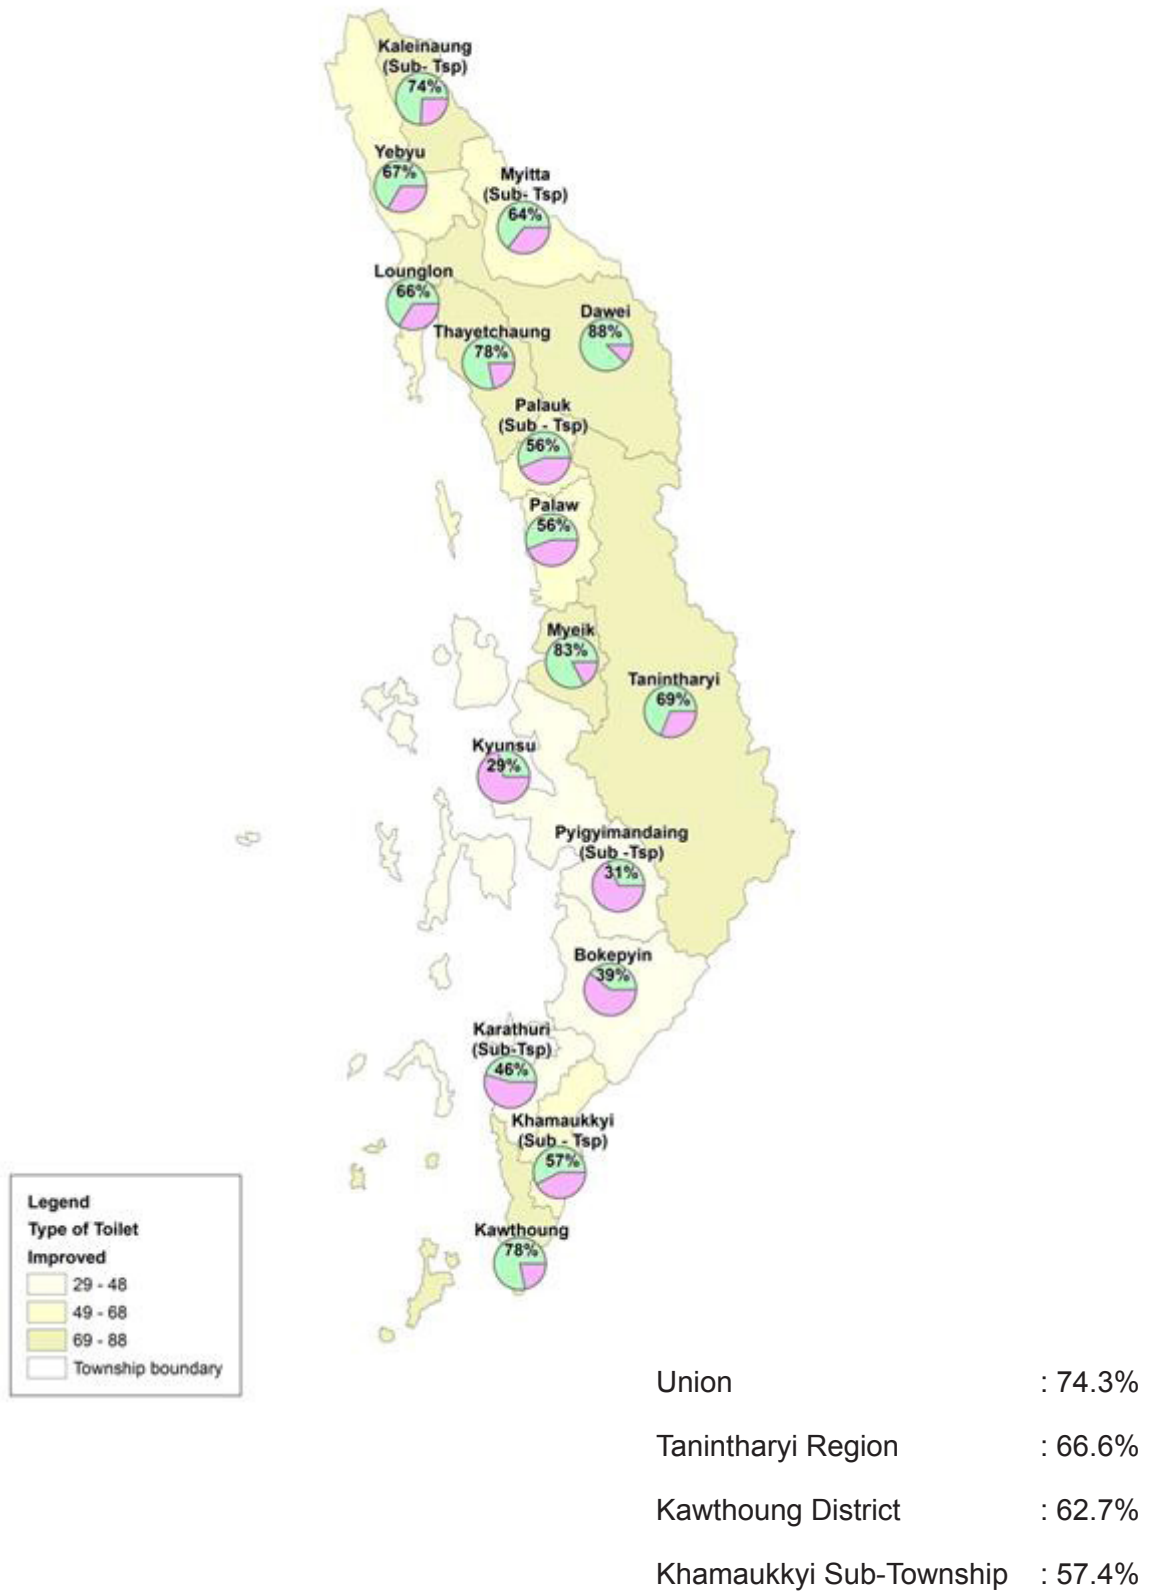 Kaleinaung
(Sub- Tsp)
74%
Yebyu
67%
Myitta
(Sub- Tsp)
64%
Lounglon
66%
Dawei
88%
Thayetchaung
78%
Palauk
(Sub - Tsp)
56%
Palaw
56%
Myeik
83%
Tanintharyi
69%
Kyunsu
29%
Pyigyimandaing
(Sub -Tsp)
31%
Bokepyin
39%
Karathuri
(Sub-Tsp)
46%
Khamaukkyi
(Sub - Tsp)
57%
Kawthoung
78%
Legend
Type of Toilet
Improved
29 - 48
49 - 68
69 - 88
Township boundary
Union : 74.3%
Tanintharyi Region : 66.6%
Kawthoung District : 62.7%
Khamaukkyi Sub-Township : 57.4%